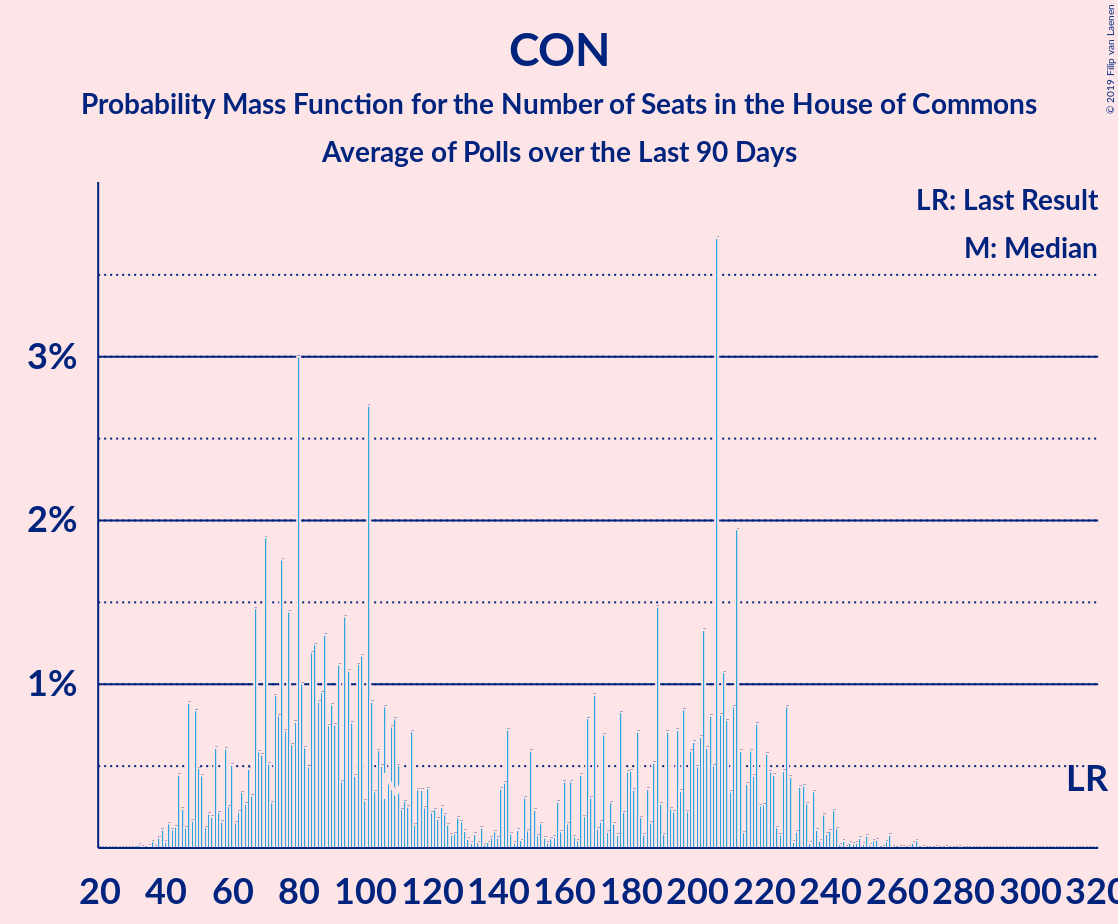 CON
Probability Mass Function for the Number of Seats in the House of Commons
Average of Polls over the Last 90 Days
© 2019 Filip van Laenen
LR: Last Result
M: Median
3%
2%
1%
LR
20 40 60 80 100 120 140 160 180 200 220 240 260 280 300 320